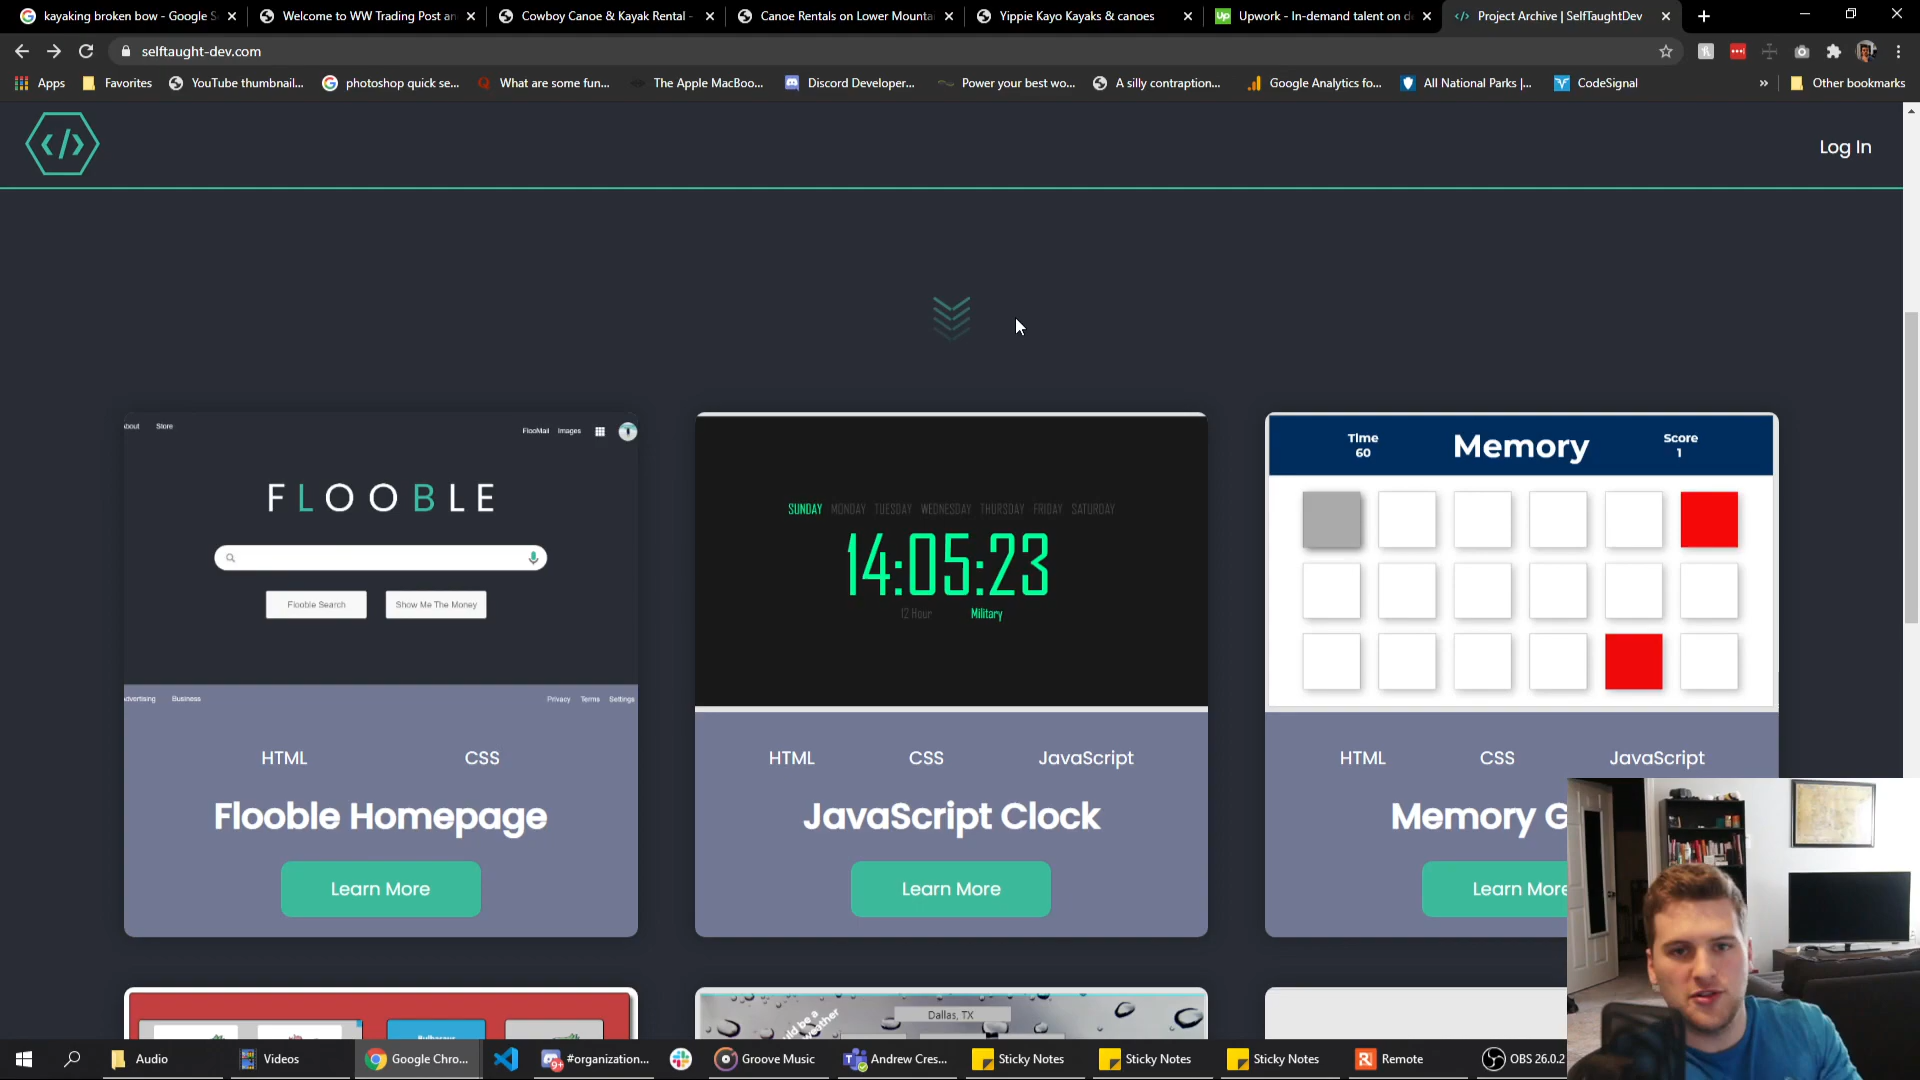 kayaking broken bow - Google S
Welcome to WW Trading Post an
Cowboy Canoe & Kayak Rental -
Canoe Rentals on Lower Mounta
Yippie Kayo Kayaks & canoes
Up
Upwork - In-demand talent on d
Project Archive | SelfTaughtDev
selftaught-dev.com
Apps
Favorites
YouTube thumbnail...
photoshop quick se...
What are some fun...
The Apple MacBoo...
Discord Developer...
Power your best wo...
A silly contraption...
Google Analytics fo...
All National Parks |...
CodeSignal
»
Other bookmarks
</>
Log In
bout
Store
FlooMail
Images
FLOOBLE
Flooble Search
Show Me The Money
dvertising
Business
Privacy
Terms
Settings
HTML
CSS
Flooble Homepage
Learn More
SUNDAY MONDAY TUESDAY WEDNESDAY THURSDAY FRIDAY SATURDAY
14:05:23
12 Hour
Military
HTML
CSS
JavaScript
JavaScript Clock
Learn More
Time
60
Memory
Score
1
HTML
CSS
JavaScript
Memory G
Learn More
Dallas, TX
Audio
Videos
Google Chro...
#organization...
Groove Music
Andrew Cres...
Sticky Notes
Sticky Notes
Sticky Notes
Remote
OBS 26.0.2